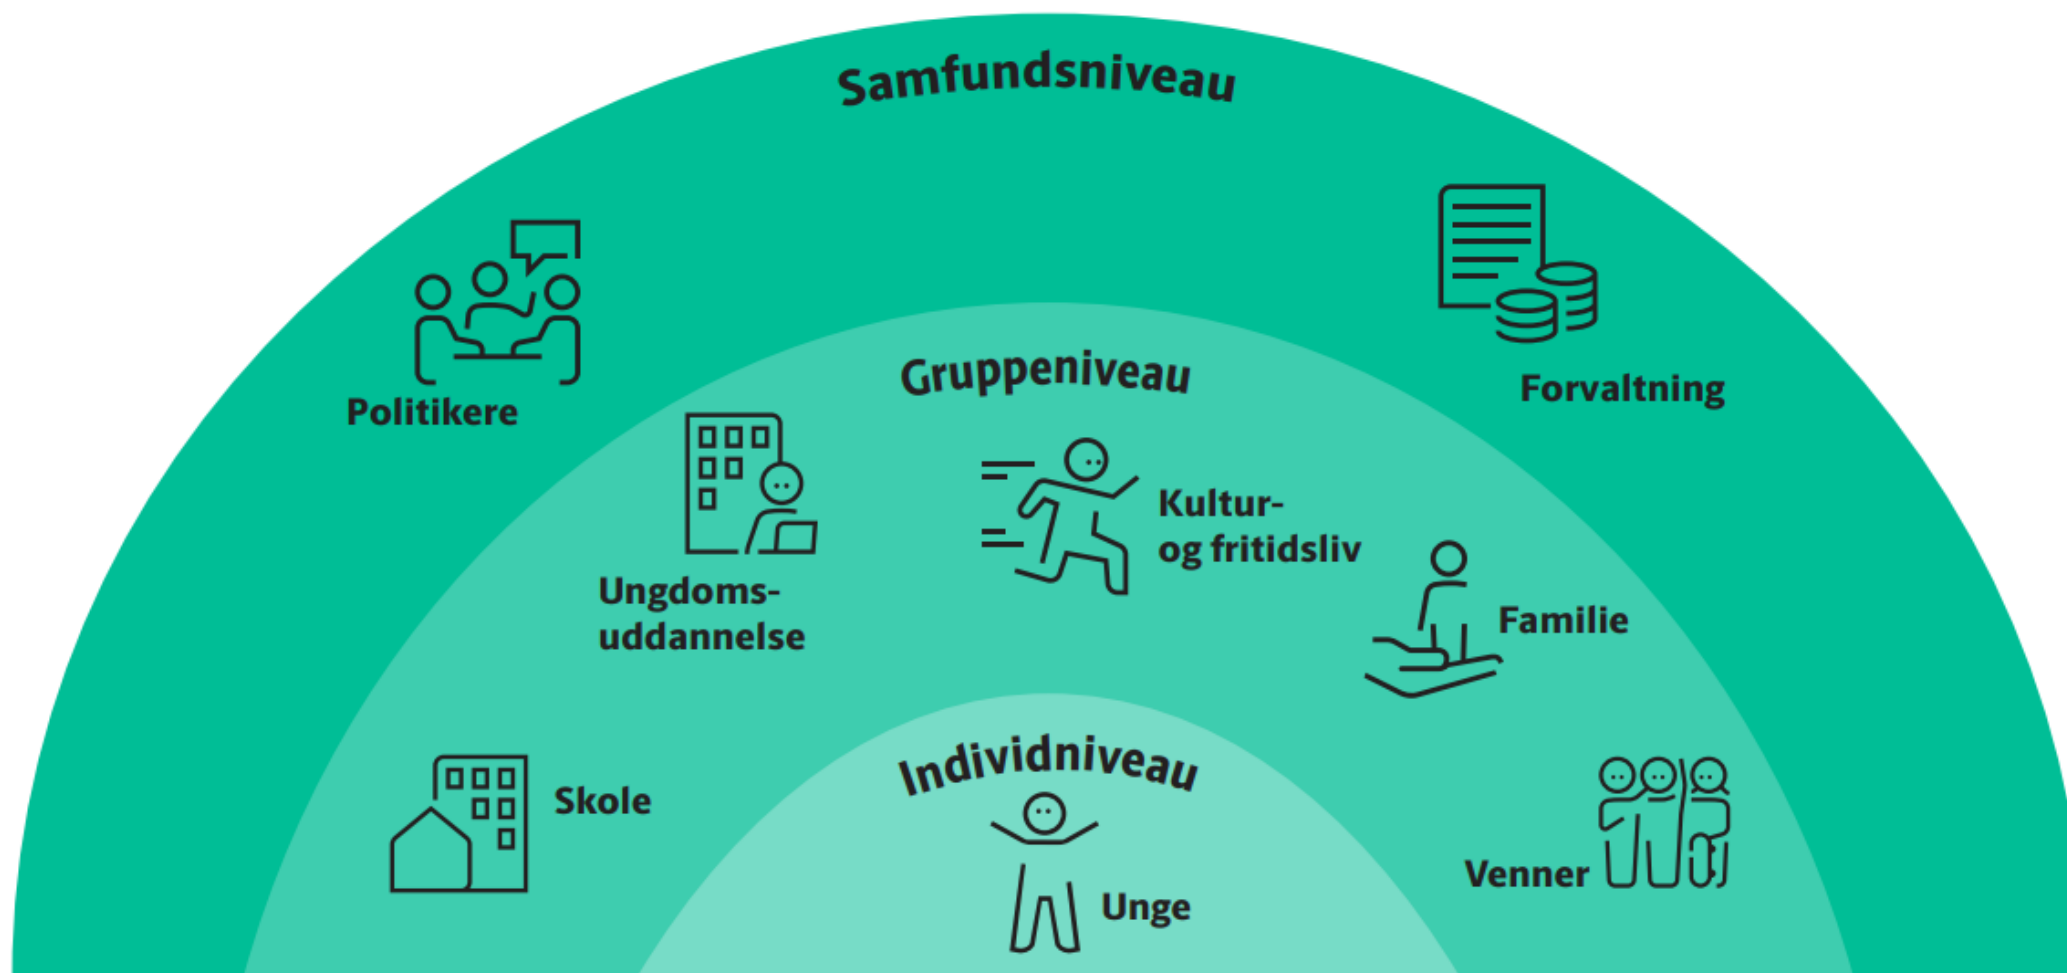 Samfundsniveau
Politikere
Forvaltning
Gruppeniveau
Ungdoms-
uddannelse
Kultur-
og fritidsliv
Familie
Skole
Venner
Individniveau
Unge